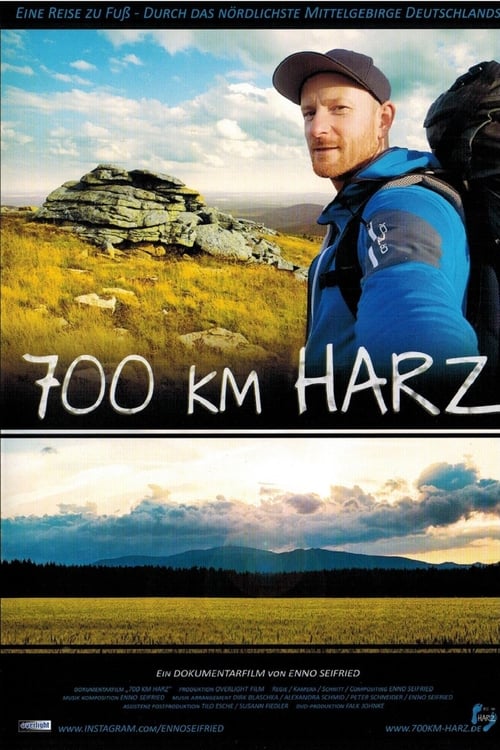 Eine Reise zu Fuß - Durch das nördlichste Mittelgebirge Deutschlands
700 KM HARZ
Ein Dokumentarfilm von Enno Seifried
Dokumentarfilm „700 km Harz" Produktion Overlight Film Regie / Kamera / Schnitt / Compositing Enno Seifried
Musik Komposition Enno Seifried Musik Arrangement Dirk Blaschka / Alexandra Schmid / Peter Schneider / Enno Seifried
Assistenz Postproduktion Tilo Esche / Susann Fiedler DVD-Produktion Falk Johnke
overlight
www.instagram.com/ennoseifried
www.700km-harz.de
HARZ